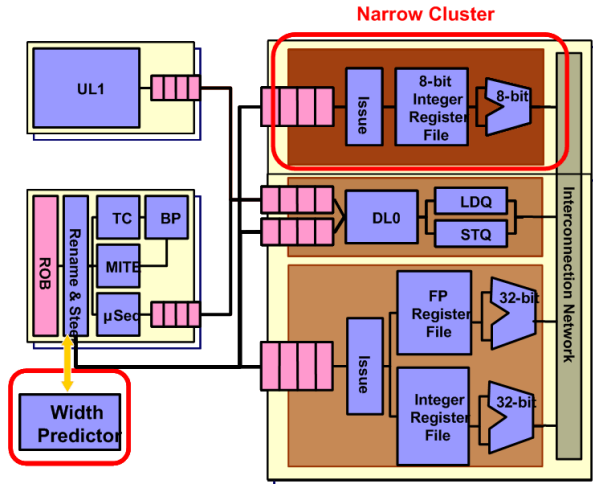 Narrow Cluster
UL1
Issue
8-bit
Integer
Register
File
8-bit
Interconnection Network
ROB
Rename & Stee
TC
BP
MITE
µSeq
DL0
LDQ
STQ
Issue
FP
Register
File
32-bit
Integer
Register
File
32-bit
Width
Predictor